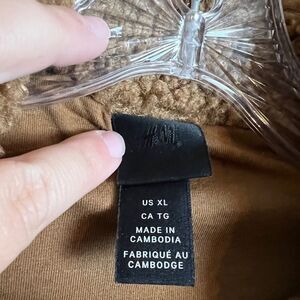 H&M
US XL
CA TG
MADE IN
CAMBODIA
FABRIQUÉ AU
CAMBODGE